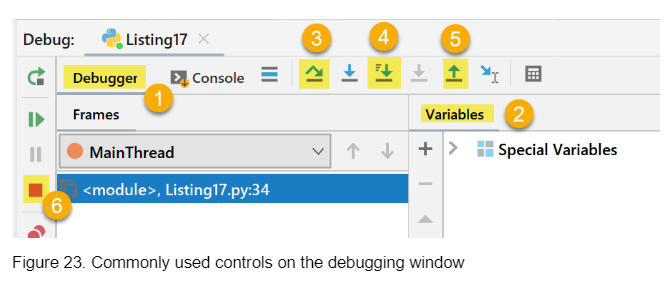 Debug: Listing17
3 4 5
Debugger Console
1
Frames Variables 2
MainThread Special Variables
<module>, Listing17.py:34
6
Figure 23. Commonly used controls on the debugging window